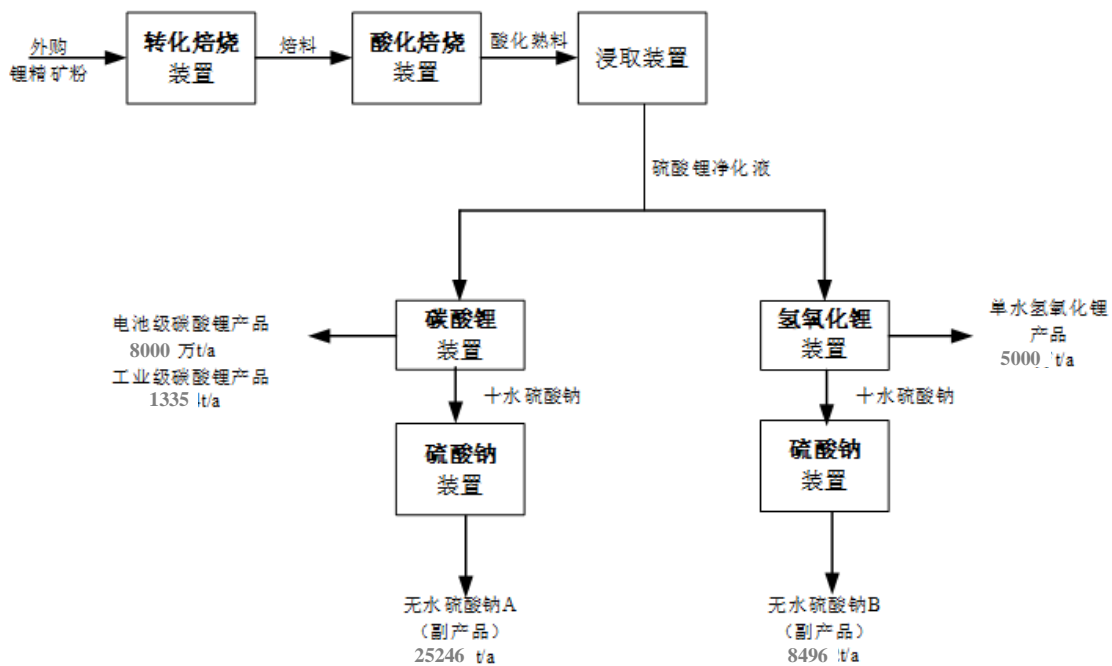 外购
锂精矿粉
转化焙烧
装置
焙料
酸化焙烧
装置
酸化熟料
浸取装置
硫酸锂净化液
电池级碳酸锂产品
8000 万t/a
工业级碳酸锂产品
1335 t/a
碳酸锂
装置
十水硫酸钠
硫酸钠
装置
无水硫酸钠A
(副产品)
25246 t/a
氢氧化锂
装置
单水氢氧化锂
产品
5000 t/a
十水硫酸钠
硫酸钠
装置
无水硫酸钠B
(副产品)
8496 t/a